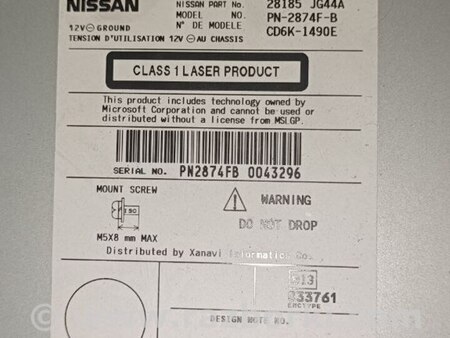 NISSAN
NISSAN PART NO. 28185 JG44A
12V ⊖ GROUND MODEL NO. PN-2874F-B
TENSION D'UTILISATION 12V ⊖ AU CHASSIS N° DE MODELE CD6K-1490E
CLASS 1 LASER PRODUCT
This product includes technology owned by
Microsoft Corporation and cannot be used or
distributed without a license from MSLGP.
SERIAL NO. PN2874FB 0043296
MOUNT SCREW
WARNING
DO NOT DROP
M5X8 mm MAX
Distributed by Xanavi Informatics Co.
e13
033761
DESIGN NOTE NO.